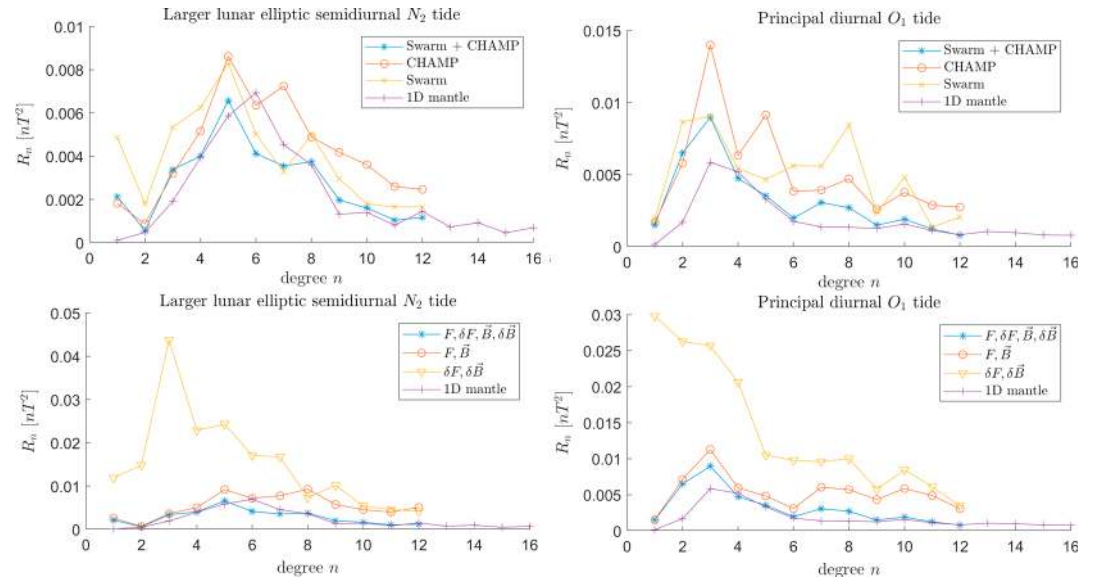 Larger lunar elliptic semidiurnal N₂ tide
0.01
0.008
0.006
0.004
0.002
0
R_n [nT²]
Swarm + CHAMP
CHAMP
Swarm
1D mantle
0 2 4 6 8 10 12 14 16
degree n
Principal diurnal O₁ tide
0.015
0.01
0.005
0
R_n [nT²]
Swarm + CHAMP
CHAMP
Swarm
1D mantle
0 2 4 6 8 10 12 14 16
degree n
Larger lunar elliptic semidiurnal N₂ tide
0.05
0.04
0.03
0.02
0.01
0
R_n [nT²]
F, δF, B⃗, δB⃗
F, B⃗
δF, δB⃗
1D mantle
0 2 4 6 8 10 12 14 16
degree n
Principal diurnal O₁ tide
0.03
0.025
0.02
0.015
0.01
0.005
0
R_n [nT²]
F, δF, B⃗, δB⃗
F, B⃗
δF, δB⃗
1D mantle
0 2 4 6 8 10 12 14 16
degree n